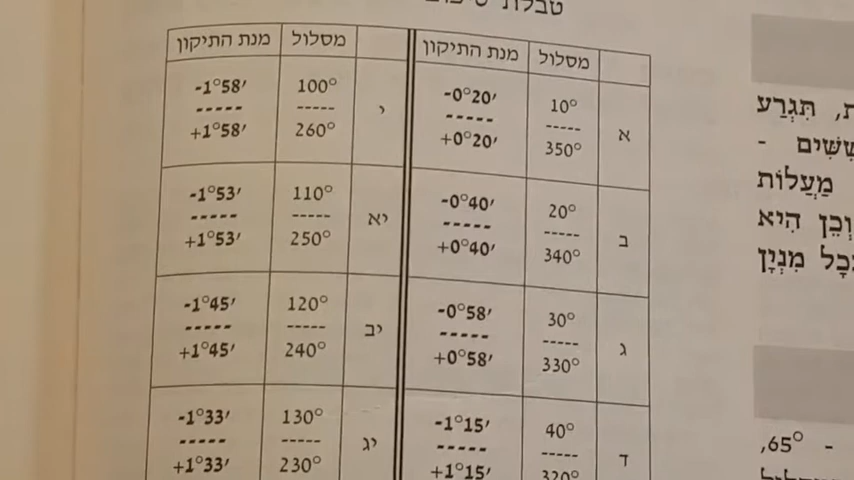 טבלת
מסלול מנת התיקון
א 10° -0°20′
----- -----
350° +0°20′
ב 20° -0°40′
----- -----
340° +0°40′
ג 30° -0°58′
----- -----
330° +0°58′
ד 40° -1°15′
----- -----
320° +1°15′
מסלול מנת התיקון
י 100° -1°58′
----- -----
260° +1°58′
יא 110° -1°53′
----- -----
250° +1°53′
יב 120° -1°45′
----- -----
240° +1°45′
יג 130° -1°33′
----- -----
230° +1°33′
תִּגְרַע
שִׁשִּׁים -
מַעֲלוֹת
וְכֵן הִיא
מִנְיָן
- 65°,